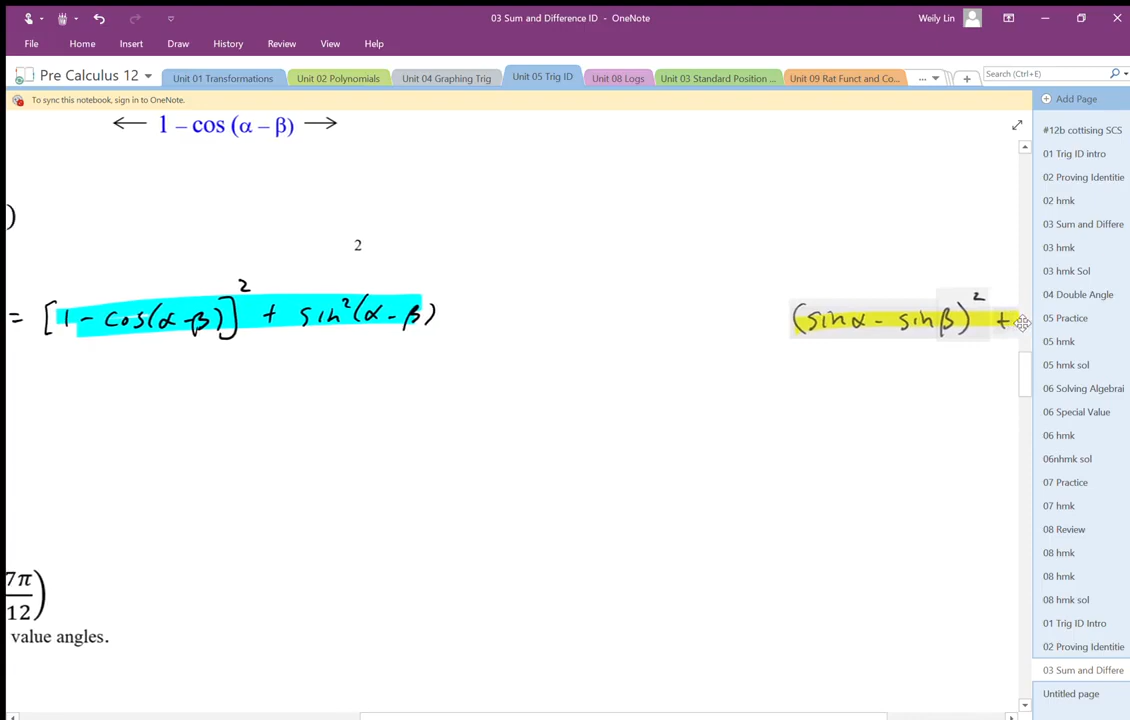 03 Sum and Difference ID - OneNote
Weily Lin
File Home Insert Draw History Review View Help
Pre Calculus 12
Unit 01 Transformations
Unit 02 Polynomials
Unit 04 Graphing Trig
Unit 05 Trig ID
Unit 08 Logs
Unit 03 Standard Position ...
Unit 09 Rat Funct and Co...
...
Search (Ctrl+E)
To sync this notebook, sign in to OneNote.
Add Page
← 1 – cos (α – β) →
)
2
= [1 - cos(α - β)]² + sin²(α - β)
(sinα - sinβ)² +
7π
12)
value angles.
#12b cottising SCS
01 Trig ID intro
02 Proving Identitie
02 hmk
03 Sum and Differe
03 hmk
03 hmk Sol
04 Double Angle
05 Practice
05 hmk
05 hmk sol
06 Solving Algebrai
06 Special Value
06 hmk
06nhmk sol
07 Practice
07 hmk
08 Review
08 hmk
08 hmk
08 hmk sol
01 Trig ID Intro
02 Proving Identitie
03 Sum and Differe
Untitled page